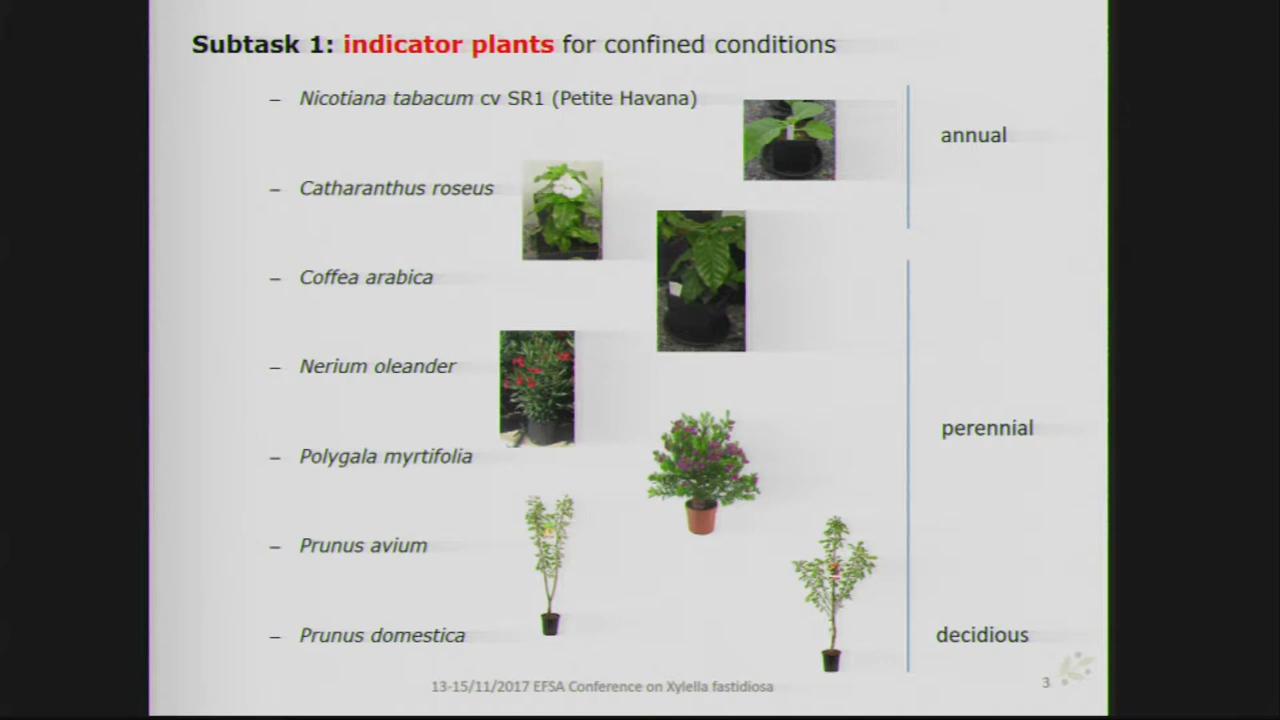 Subtask 1: indicator plants for confined conditions
– Nicotiana tabacum cv SR1 (Petite Havana)
annual
– Catharanthus roseus
– Coffea arabica
– Nerium oleander
perennial
– Polygala myrtifolia
– Prunus avium
– Prunus domestica
decidious
13-15/11/2017 EFSA Conference on Xylella fastidiosa
3